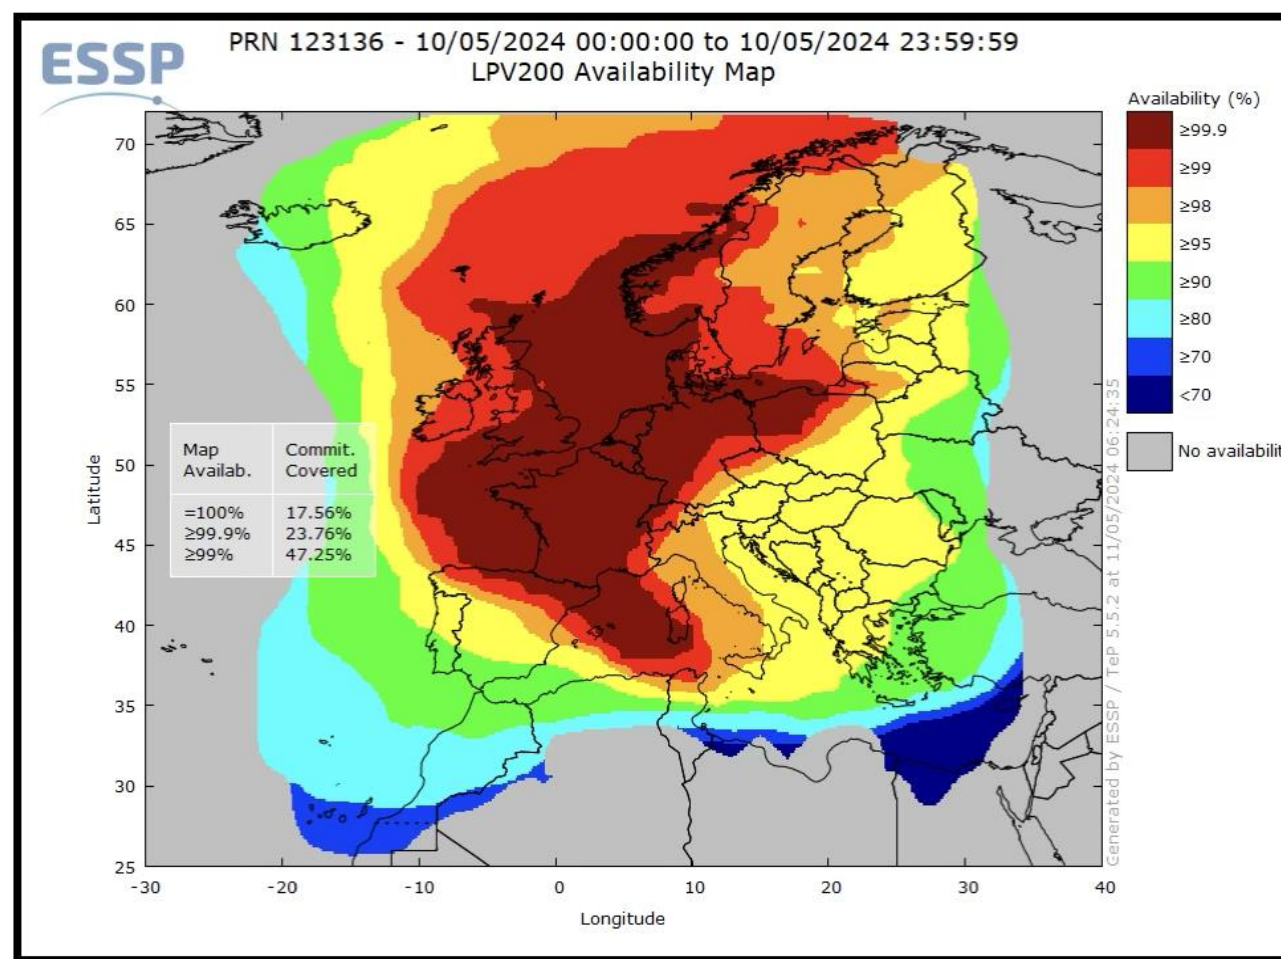 ESSP
PRN 123136 - 10/05/2024 00:00:00 to 10/05/2024 23:59:59
LPV200 Availability Map
Availability (%)
≥99.9
≥99
≥98
≥95
≥90
≥80
≥70
<70
No availabilit
Map Availab.
Commit. Covered
=100% 17.56%
≥99.9% 23.76%
≥99% 47.25%
Latitude
70
65
60
55
50
45
40
35
30
25
-30 -20 -10 0 10 20 30 40
Longitude
Generated by ESSP / TeP 5.5.2 at 11/05/2024 06:24:35